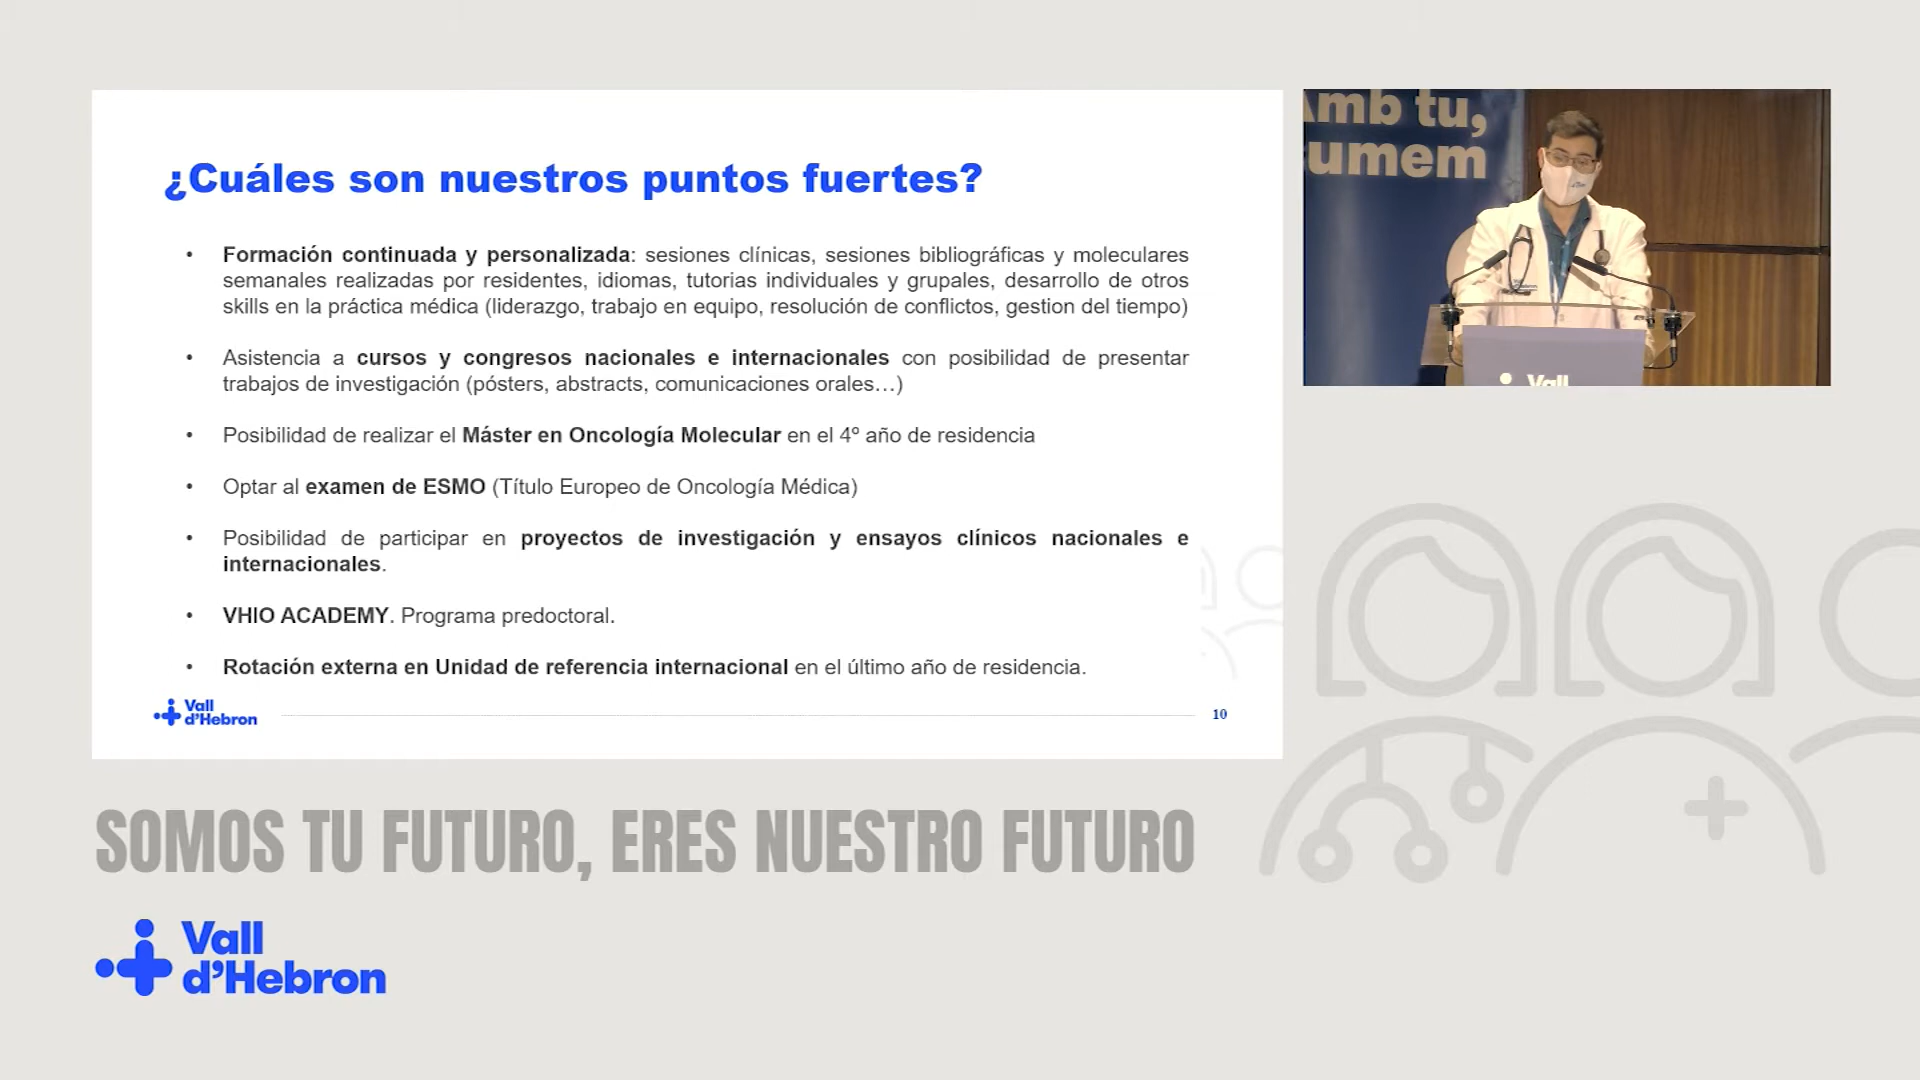 ¿Cuáles son nuestros puntos fuertes?
• Formación continuada y personalizada: sesiones clínicas, sesiones bibliográficas y moleculares
semanales realizadas por residentes, idiomas, tutorias individuales y grupales, desarrollo de otros
skills en la práctica médica (liderazgo, trabajo en equipo, resolución de conflictos, gestion del tiempo)
• Asistencia a cursos y congresos nacionales e internacionales con posibilidad de presentar
trabajos de investigación (pósters, abstracts, comunicaciones orales…)
• Posibilidad de realizar el Máster en Oncología Molecular en el 4º año de residencia
• Optar al examen de ESMO (Título Europeo de Oncología Médica)
• Posibilidad de participar en proyectos de investigación y ensayos clínicos nacionales e
internacionales.
• VHIO ACADEMY. Programa predoctoral.
• Rotación externa en Unidad de referencia internacional en el último año de residencia.
Vall
d'Hebron
10
Amb tu,
sumem
Vall
SOMOS TU FUTURO, ERES NUESTRO FUTURO
Vall
d'Hebron